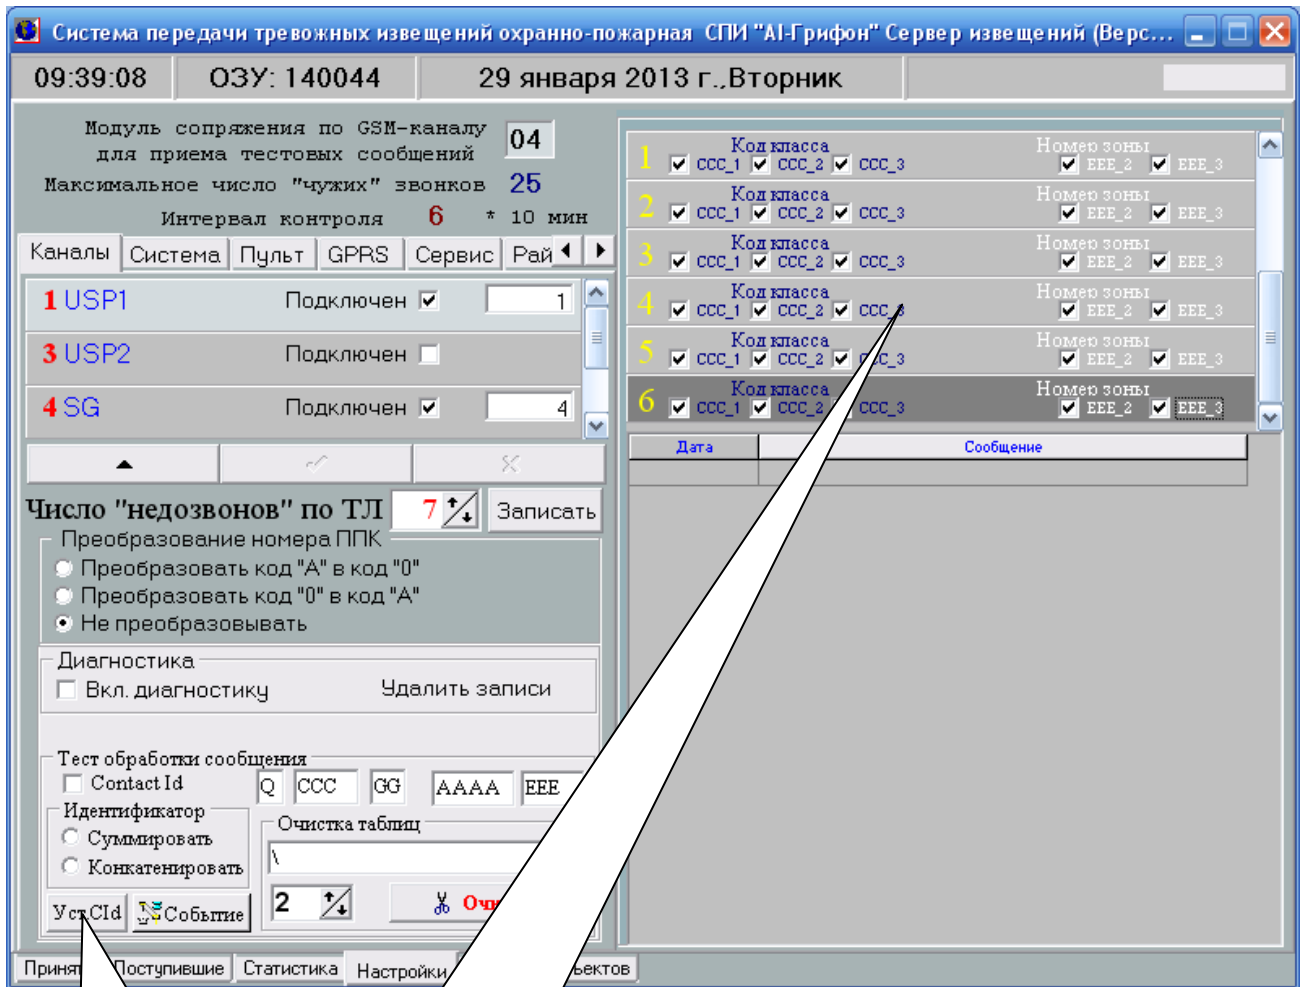 Система передачи тревожных извещений охранно-пожарная СПИ "АI-Грифон" Сервер извещений (Верс...
09:39:08 ОЗУ: 140044 29 января 2013 г.,Вторник
Модуль сопряжения по GSM-каналу
для приема тестовых сообщений 04
Максимальное число "чужих" звонков 25
Интервал контроля 6 * 10 мин
Каналы Система Пульт GPRS Сервис Рай
1 USP1 Подключен 1
3 USP2 Подключен
4 SG Подключен 4
Число "недозвонов" по ТЛ 7 Записать
Преобразование номера ППК
Преобразовать код "А" в код "0"
Преобразовать код "0" в код "А"
Не преобразовывать
Диагностика
Вкл. диагностику Удалить записи
Тест обработки сообщения
Contact Id Q CCC GG AAAA EEE
Идентификатор
Суммировать
Конкатенировать
Очистка таблиц
\
2
УстCId Событие
1 Код класса Номер зоны
CCC_1 CCC_2 CCC_3 EEE_2 EEE_3
2 Код класса Номер зоны
CCC_1 CCC_2 CCC_3 EEE_2 EEE_3
3 Код класса Номер зоны
CCC_1 CCC_2 CCC_3 EEE_2 EEE_3
4 Код класса Номер зоны
CCC_1 CCC_2 CCC_3 EEE_2 EEE_3
5 Код класса Номер зоны
CCC_1 CCC_2 CCC_3 EEE_2 EEE_3
6 Код класса Номер зоны
CCC_1 CCC_2 CCC_3 EEE_2 EEE_3
Дата Сообщение
Поступившие Статистика Настройки